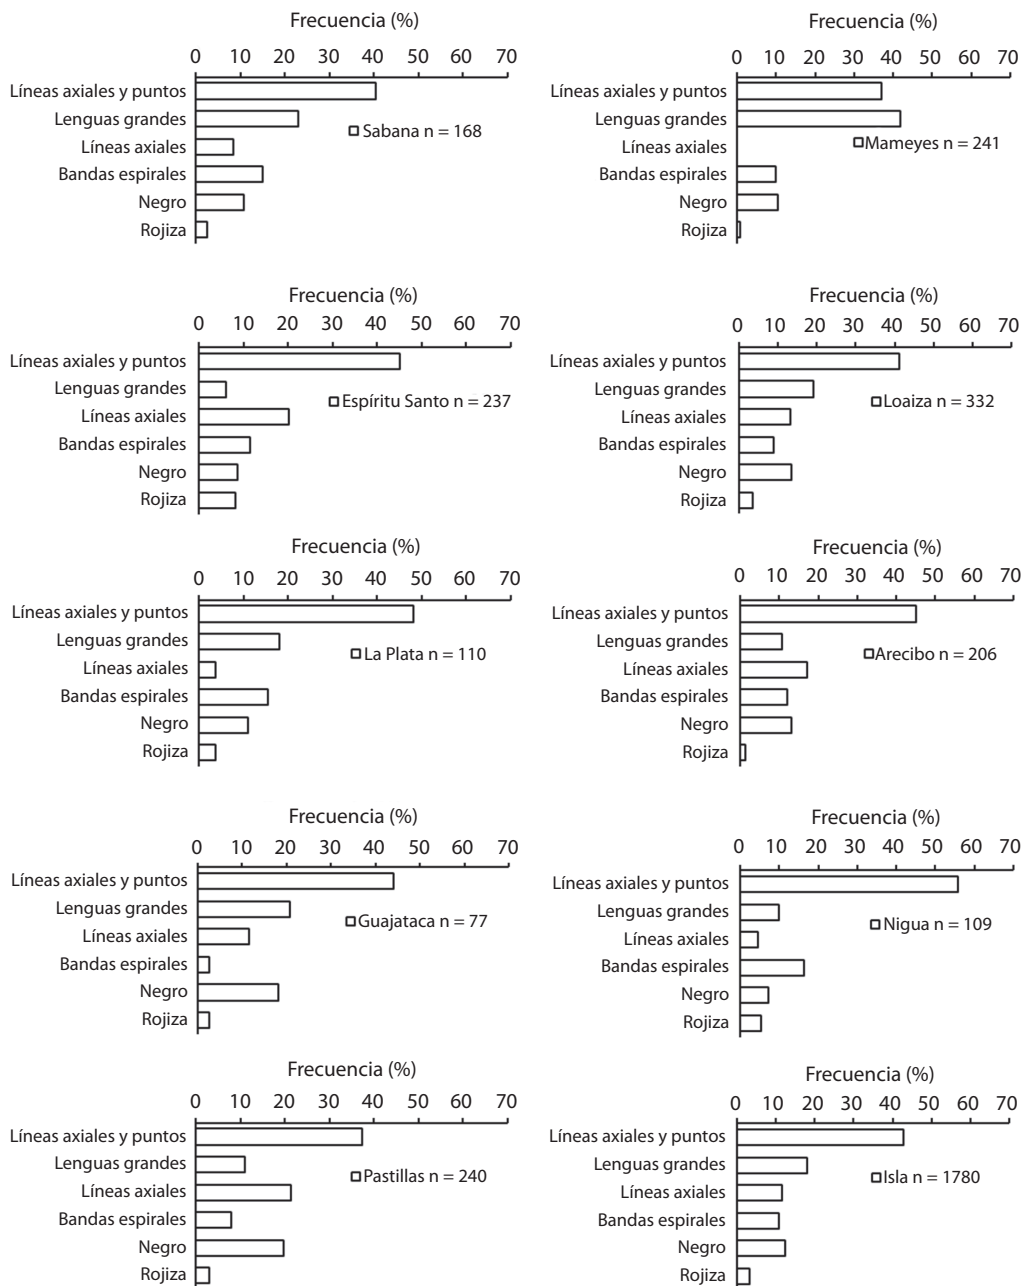 Frecuencia (%)
0 10 20 30 40 50 60 70
Líneas axiales y puntos
Lenguas grandes
Líneas axiales
Bandas espirales
Negro
Rojiza
Sabana n = 168
Frecuencia (%)
0 10 20 30 40 50 60 70
Líneas axiales y puntos
Lenguas grandes
Líneas axiales
Bandas espirales
Negro
Rojiza
Mameyes n = 241
Frecuencia (%)
0 10 20 30 40 50 60 70
Líneas axiales y puntos
Lenguas grandes
Líneas axiales
Bandas espirales
Negro
Rojiza
Espíritu Santo n = 237
Frecuencia (%)
0 10 20 30 40 50 60 70
Líneas axiales y puntos
Lenguas grandes
Líneas axiales
Bandas espirales
Negro
Rojiza
Loaiza n = 332
Frecuencia (%)
0 10 20 30 40 50 60 70
Líneas axiales y puntos
Lenguas grandes
Líneas axiales
Bandas espirales
Negro
Rojiza
La Plata n = 110
Frecuencia (%)
0 10 20 30 40 50 60 70
Líneas axiales y puntos
Lenguas grandes
Líneas axiales
Bandas espirales
Negro
Rojiza
Arecibo n = 206
Frecuencia (%)
0 10 20 30 40 50 60 70
Líneas axiales y puntos
Lenguas grandes
Líneas axiales
Bandas espirales
Negro
Rojiza
Guajataca n = 77
Frecuencia (%)
0 10 20 30 40 50 60 70
Líneas axiales y puntos
Lenguas grandes
Líneas axiales
Bandas espirales
Negro
Rojiza
Nigua n = 109
Frecuencia (%)
0 10 20 30 40 50 60 70
Líneas axiales y puntos
Lenguas grandes
Líneas axiales
Bandas espirales
Negro
Rojiza
Pastillas n = 240
Frecuencia (%)
0 10 20 30 40 50 60 70
Líneas axiales y puntos
Lenguas grandes
Líneas axiales
Bandas espirales
Negro
Rojiza
Isla n = 1780